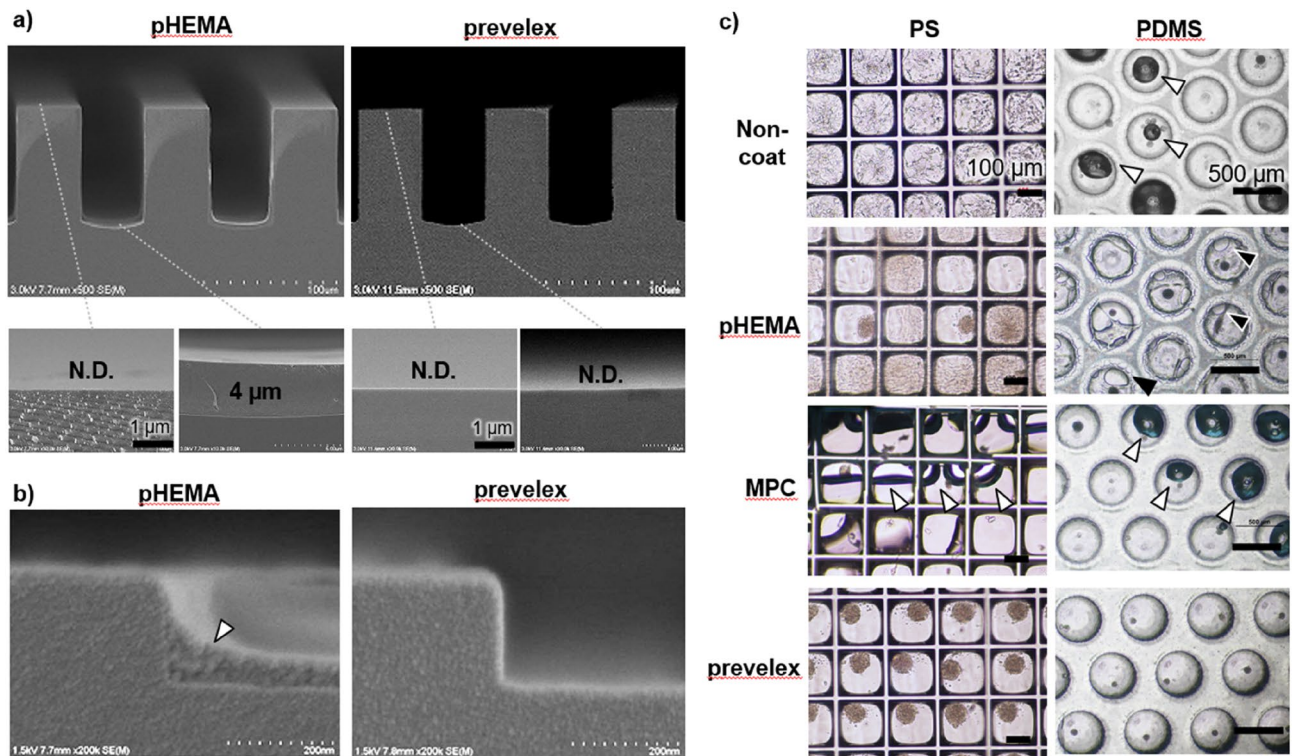 a)
pHEMA
prevelex
3.0kV 7.7mm x500 SE(M)
100μm
3.0kV 11.5mm x500 SE(M)
100μm
N.D.
4 μm
N.D.
N.D.
1 μm
1 μm
b)
pHEMA
prevelex
1.5kV 7.7mm x200k SE(M)
200nm
1.5kV 7.8mm x200k SE(M)
200nm
c)
PS
PDMS
Non-
coat
100 μm
500 μm
pHEMA
500 μm
MPC
500 μm
prevelex